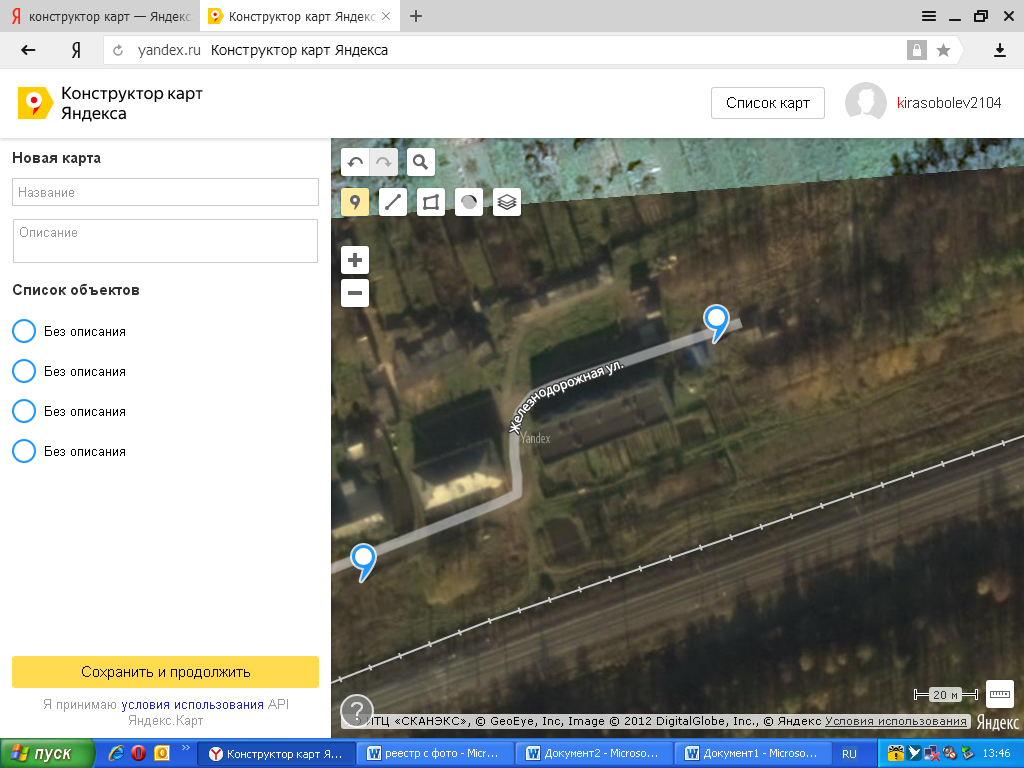 конструктор карт — Яндекс
Конструктор карт Яндекс
yandex.ru Конструктор карт Яндекса
Конструктор карт
Яндекса
Список карт
kirasobolev2104
Новая карта
Название
Описание
Список объектов
Без описания
Без описания
Без описания
Без описания
Сохранить и продолжить
Я принимаю условия использования API
Яндекс.Карт
Железнодорожная ул.
Yandex
20 м
?
ИТЦ «СКАНЭКС», © GeoEye, Inc, Image © 2012 DigitalGlobe, Inc., © Яндекс Условия использования
Яндекс
пуск
Конструктор карт Я...
реестр с фото - Micr...
Документ2 - Microso...
Документ1 - Microso...
RU
13:46